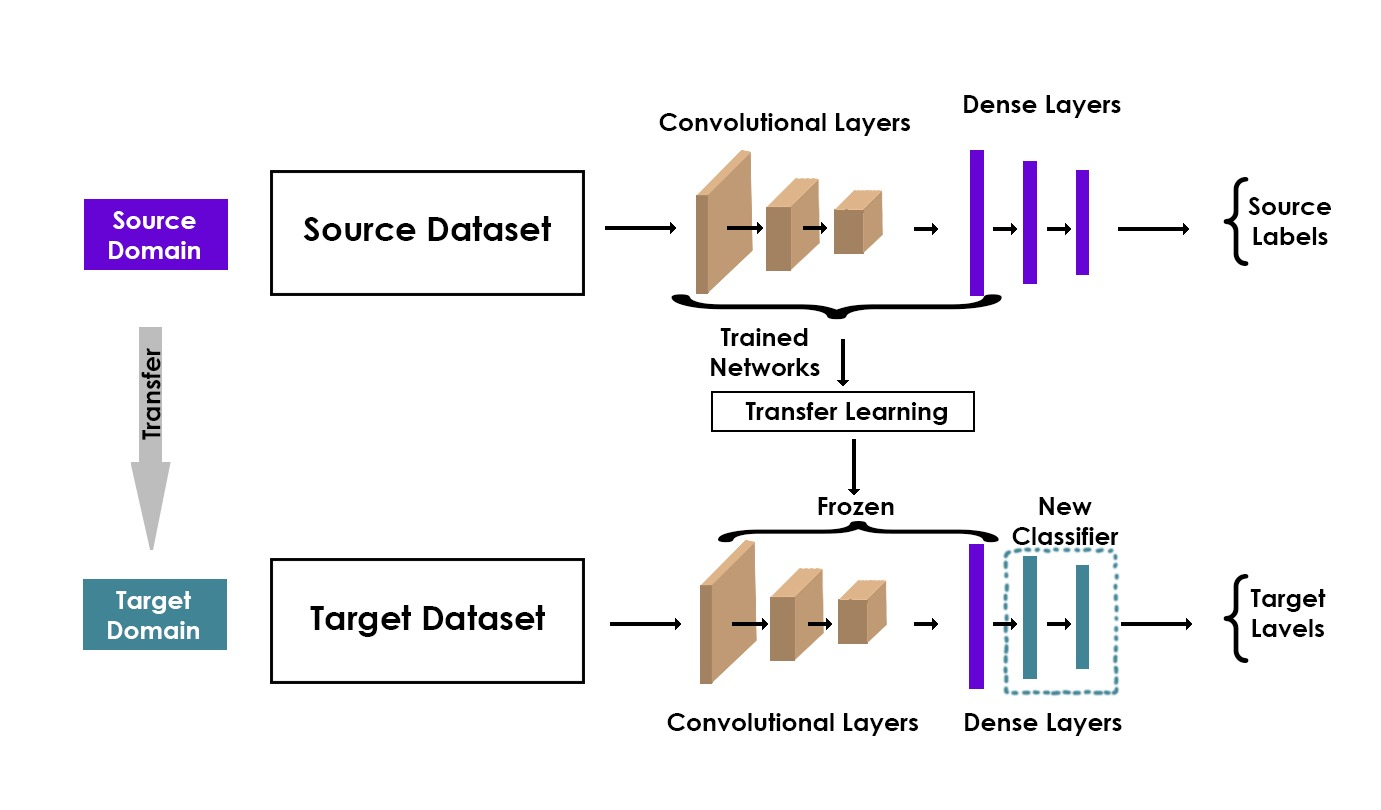 Convolutional Layers
Dense Layers
Source
Domain
Source Dataset
Source
Labels
Trained
Networks
Transfer
Transfer Learning
Frozen
New
Classifier
Target
Domain
Target Dataset
Target
Lavels
Convolutional Layers
Dense Layers